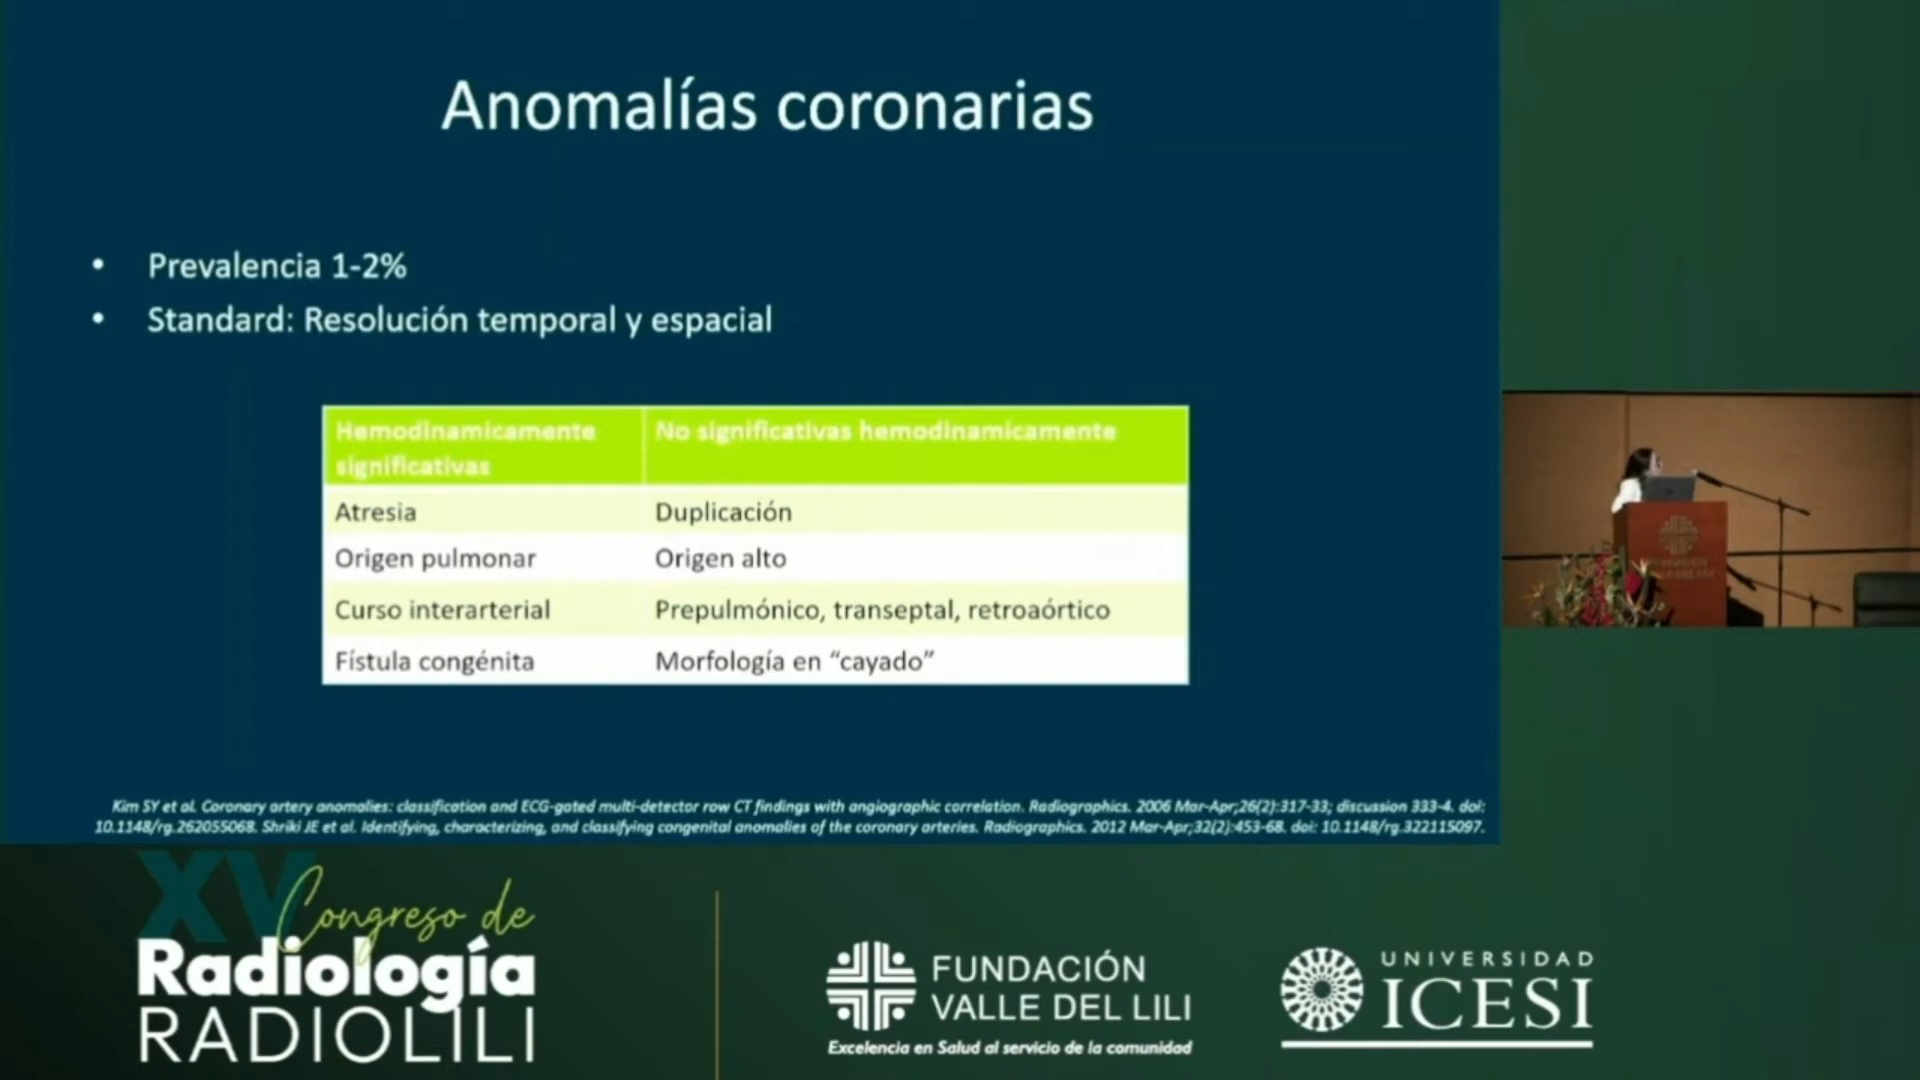 Anomalías coronarias
• Prevalencia 1-2%
• Standard: Resolución temporal y espacial
Hemodinamicamente significativas
No significativas hemodinamicamente
Atresia
Duplicación
Origen pulmonar
Origen alto
Curso interarterial
Prepulmónico, transeptal, retroaórtico
Fístula congénita
Morfología en “cayado”
Kim SY et al. Coronary artery anomalies: classification and ECG-gated multi-detector row CT findings with angiographic correlation. Radiographics. 2006 Mar-Apr;26(2):317-33; discussion 333-4. doi:
10.1148/rg.262055068. Shriki JE et al. Identifying, characterizing, and classifying congenital anomalies of the coronary arteries. Radiographics. 2012 Mar-Apr;32(2):453-68. doi: 10.1148/rg.322115097.
XV Congreso de
Radiología
RADIOLILI
FUNDACIÓN
VALLE DEL LILI
Excelencia en Salud al servicio de la comunidad
UNIVERSIDAD
ICESI